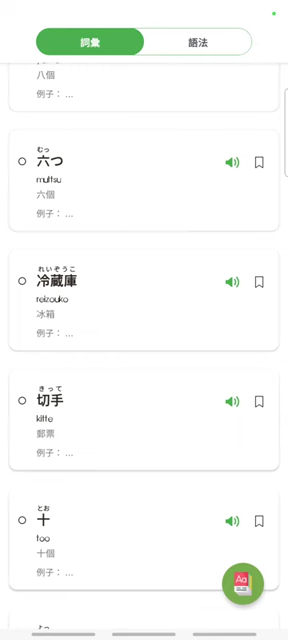 詞彙
語法
八個
例子： ...
むっ
六つ
muttsu
六個
例子： ...
れいぞうこ
冷蔵庫
reizouko
冰箱
例子： ...
きって
切手
kitte
郵票
例子： ...
とお
十
too
十個
例子： ...
Aa